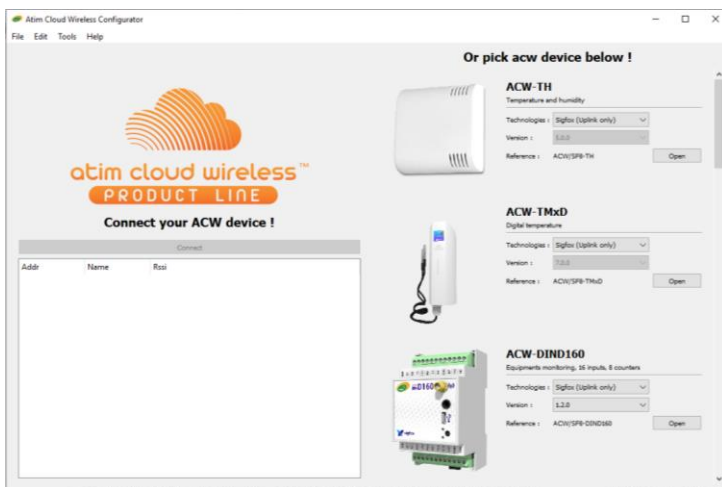 Atim Cloud Wireless Configurator
File Edit Tools Help
atim cloud wireless™
PRODUCT LINE
Connect your ACW device !
Connect
Addr Name Rssi
Or pick acw device below !
ACW-TH
Temperature and humidity
Technologies : Sigfox (Uplink only)
Version : 5.0.0
Reference : ACW/SF8-TH Open
ACW-TMxD
Digital temperature
Technologies : Sigfox (Uplink only)
Version : 7.0.0
Reference : ACW/SF8-TMxD Open
ACW-DIND160
Equipments monitoring, 16 inputs, 8 counters
Technologies : Sigfox (Uplink only)
Version : 1.2.0
Reference : ACW/SF8-DIND160 Open